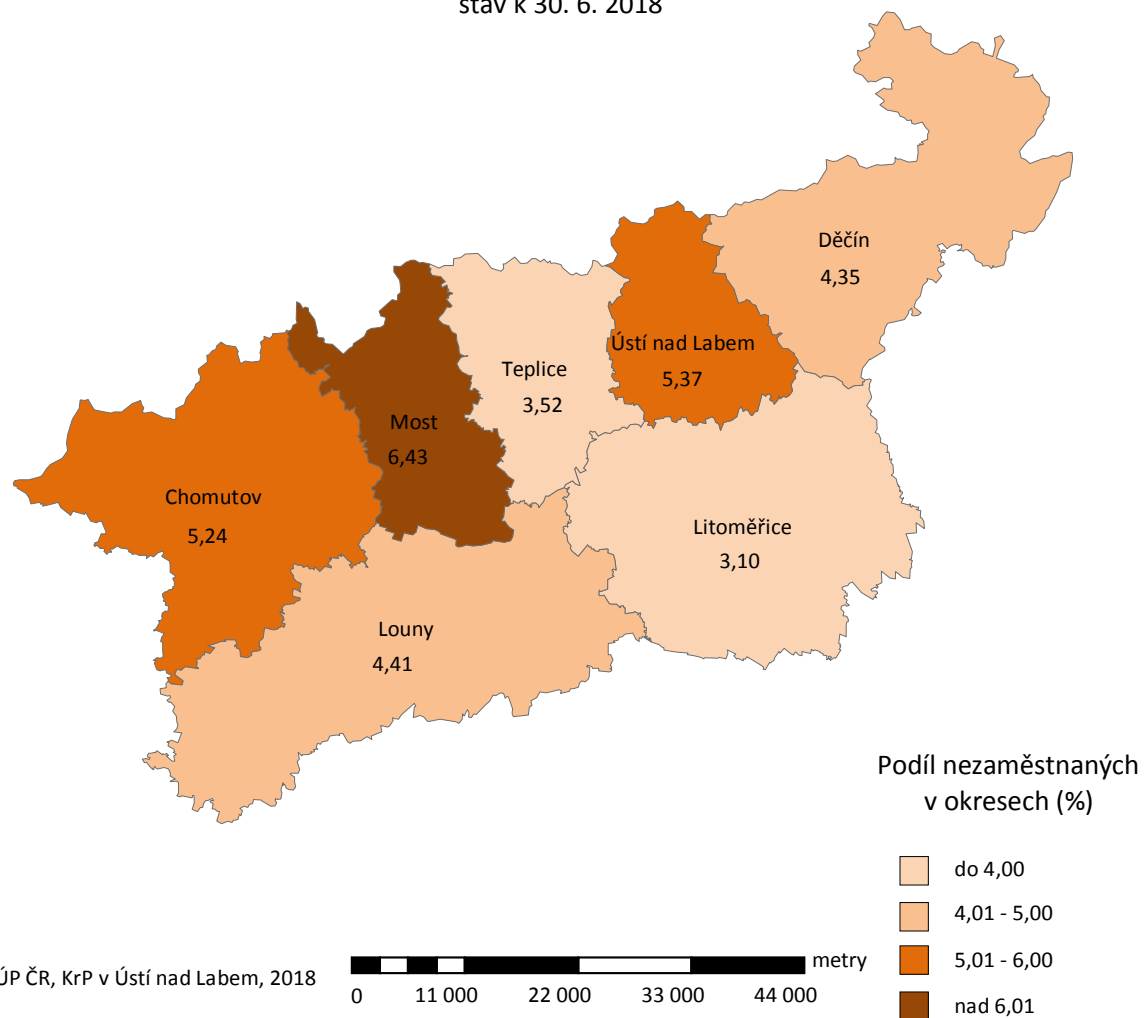 stav k 30. 6. 2018
Děčín
4,35
Ústí nad Labem
5,37
Teplice
3,52
Most
6,43
Chomutov
5,24
Litoměřice
3,10
Louny
4,41
Podíl nezaměstnaných
v okresech (%)
do 4,00
4,01 - 5,00
5,01 - 6,00
nad 6,01
ÚP ČR, KrP v Ústí nad Labem, 2018
metry
0 11 000 22 000 33 000 44 000